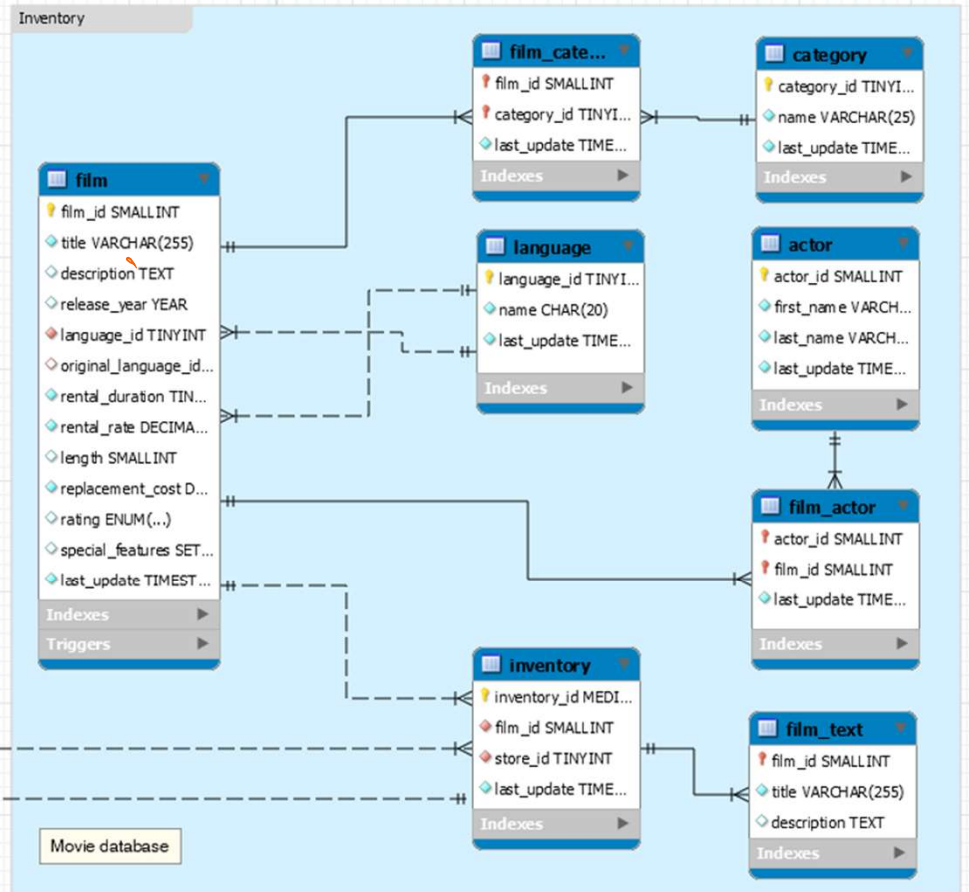 Inventory
film
film_id SMALLINT
title VARCHAR(255)
description TEXT
release_year YEAR
language_id TINYINT
original_language_id...
rental_duration TIN...
rental_rate DECIMA...
length SMALLINT
replacement_cost D...
rating ENUM(...)
special_features SET...
last_update TIMEST...
Indexes
Triggers
film_cate...
film_id SMALLINT
category_id TINYI...
last_update TIME...
Indexes
category
category_id TINYI...
name VARCHAR(25)
last_update TIME...
Indexes
language
language_id TINYI...
name CHAR(20)
last_update TIME...
Indexes
actor
actor_id SMALLINT
first_name VARCH...
last_name VARCH...
last_update TIME...
Indexes
film_actor
actor_id SMALLINT
film_id SMALLINT
last_update TIME...
Indexes
inventory
inventory_id MEDI...
film_id SMALLINT
store_id TINYINT
last_update TIME...
Indexes
film_text
film_id SMALLINT
title VARCHAR(255)
description TEXT
Indexes
Movie database